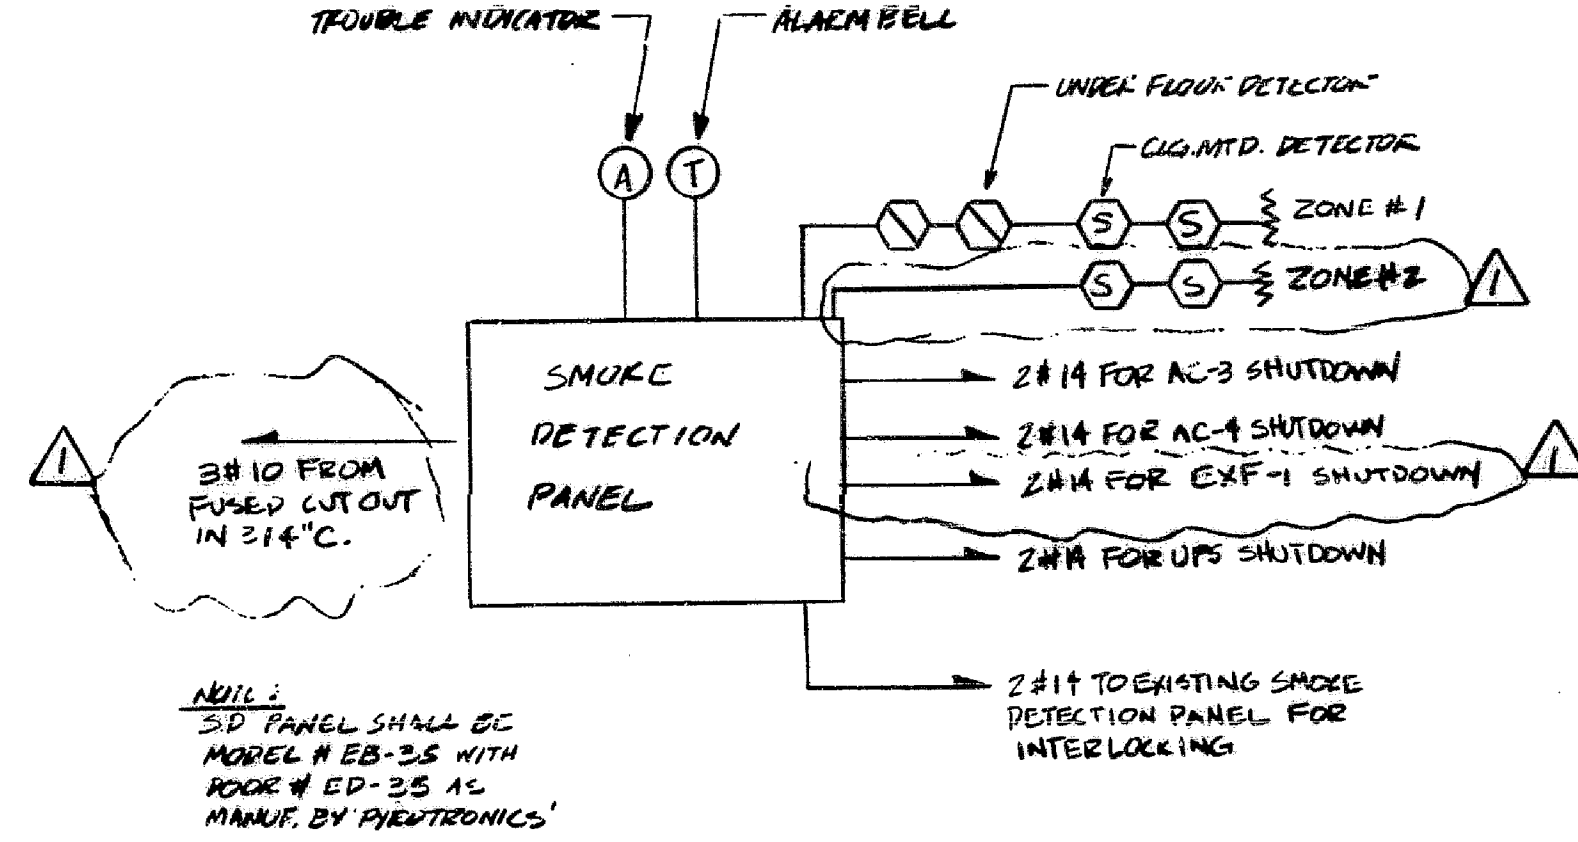 TROUBLE INDICATOR
ALARM BELL
UNDER FLOOR DETECTOR
CLG. MTD. DETECTOR
A
T
S
S
ZONE #1
S
S
ZONE #2
1
SMOKE
DETECTION
PANEL
2#14 FOR AC-3 SHUTDOWN
2#14 FOR AC-4 SHUTDOWN
2#14 FOR EXF-1 SHUTDOWN
1
2#14 FOR UPS SHUTDOWN
1
3#10 FROM
FUSED CUTOUT
IN 3/4"C.
2#14 TO EXISTING SMOKE
DETECTION PANEL FOR
INTERLOCKING
NOTE:
S.D PANEL SHALL BE
MODEL # EB-35 WITH
DOOR # ED-35 AS
MANUF. BY 'PYROTRONICS'